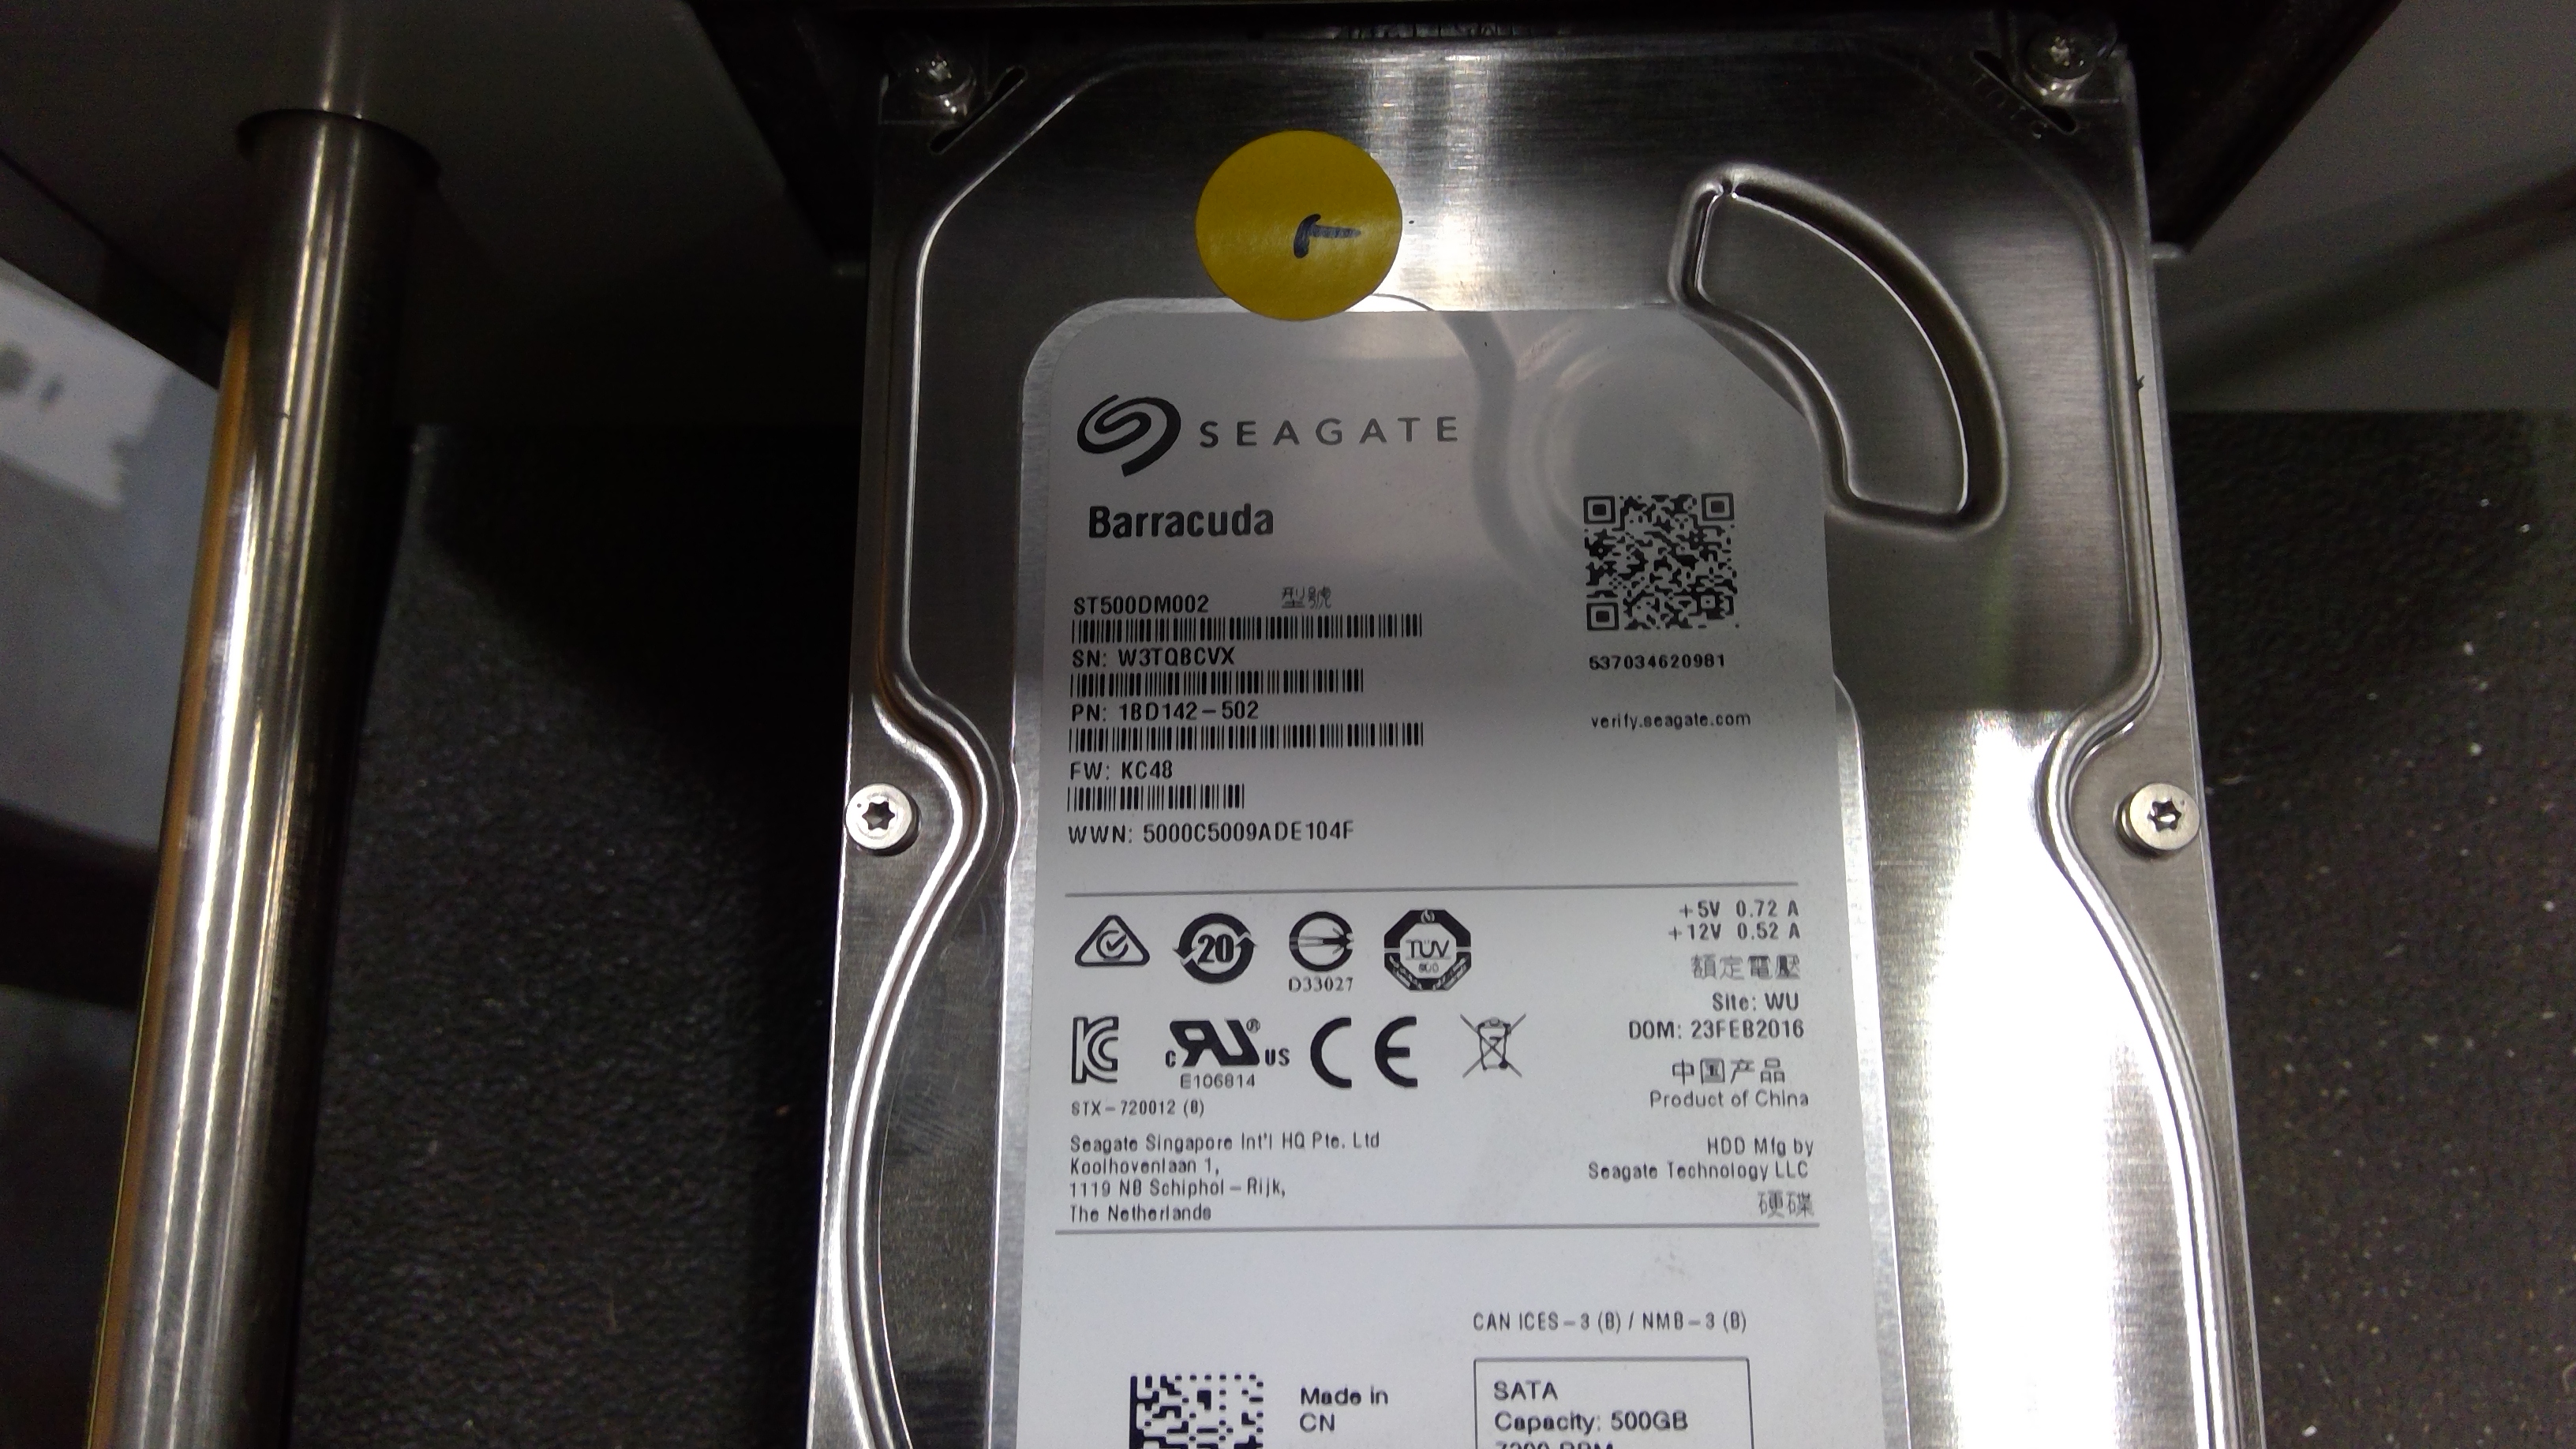 SEAGATE
Barracuda
ST500DM002 型號
SN: W3TQBCVX
PN: 1BD142-502
FW: KC48
WWN: 5000C5009ADE104F
537034620981
verify.seagate.com
+5V 0.72 A
+12V 0.52 A
額定電壓
Site: WU
DOM: 23FEB2016
中国产品
Product of China
HDD Mfg by
Seagate Technology LLC
硬碟
20
D33027
TÜV
c RU US
E106814
CE
STX-720012 (B)
Seagate Singapore Int'l HQ Pte. Ltd
Koolhovenlaan 1,
1119 NB Schiphol-Rijk,
The Netherlands
CAN ICES-3 (B) / NMB-3 (B)
Made in
CN
SATA
Capacity: 500GB
7200 RPM